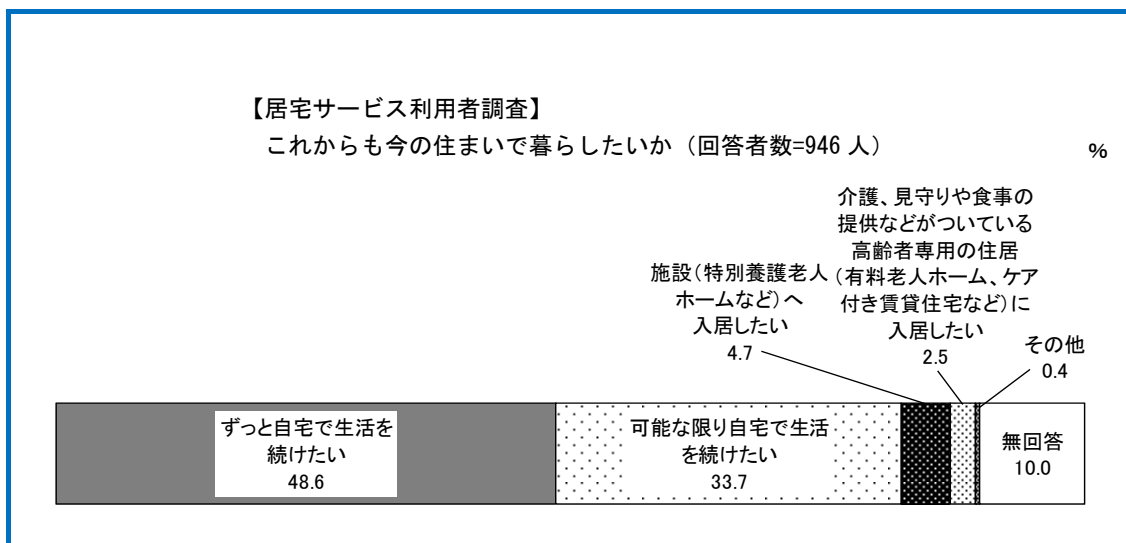 【居宅サービス利用者調査】
これからも今の住まいで暮らしたいか（回答者数=946 人）
%
介護、見守りや食事の
提供などがついている
高齢者専用の住居
（有料老人ホーム、ケア
付き賃貸住宅など）に
入居したい
2.5
施設（特別養護老人
ホームなど）へ
入居したい
4.7
その他
0.4
ずっと自宅で生活を
続けたい
48.6
可能な限り自宅で生活
を続けたい
33.7
無回答
10.0